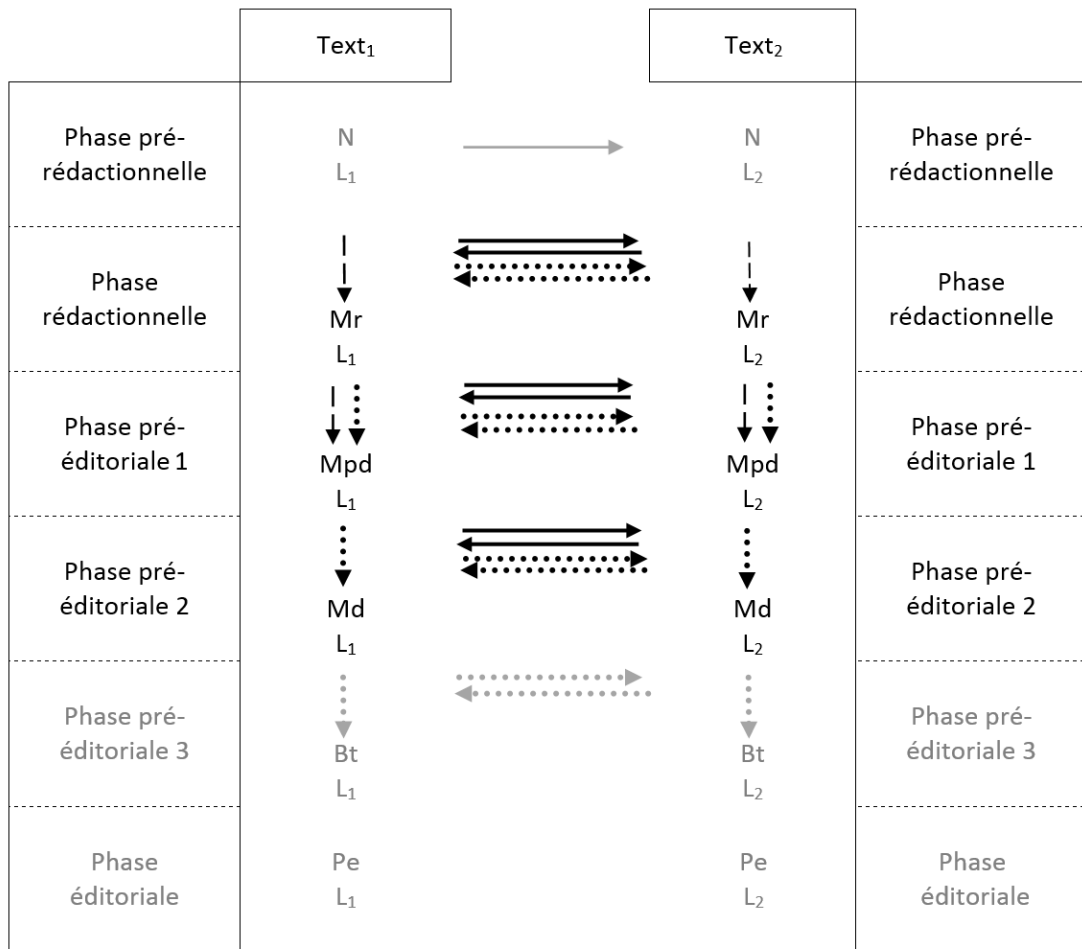 Text₁ Text₂
Phase pré- N N Phase pré-
rédactionnelle L₁ L₂ rédactionnelle
Phase Phase
rédactionnelle Mr Mr rédactionnelle
L₁ L₂
Phase pré- Phase pré-
éditoriale 1 Mpd Mpd éditoriale 1
L₁ L₂
Phase pré- Phase pré-
éditoriale 2 Md Md éditoriale 2
L₁ L₂
Phase pré- Phase pré-
éditoriale 3 Bt Bt éditoriale 3
L₁ L₂
Phase Pe Pe Phase
éditoriale L₁ L₂ éditoriale